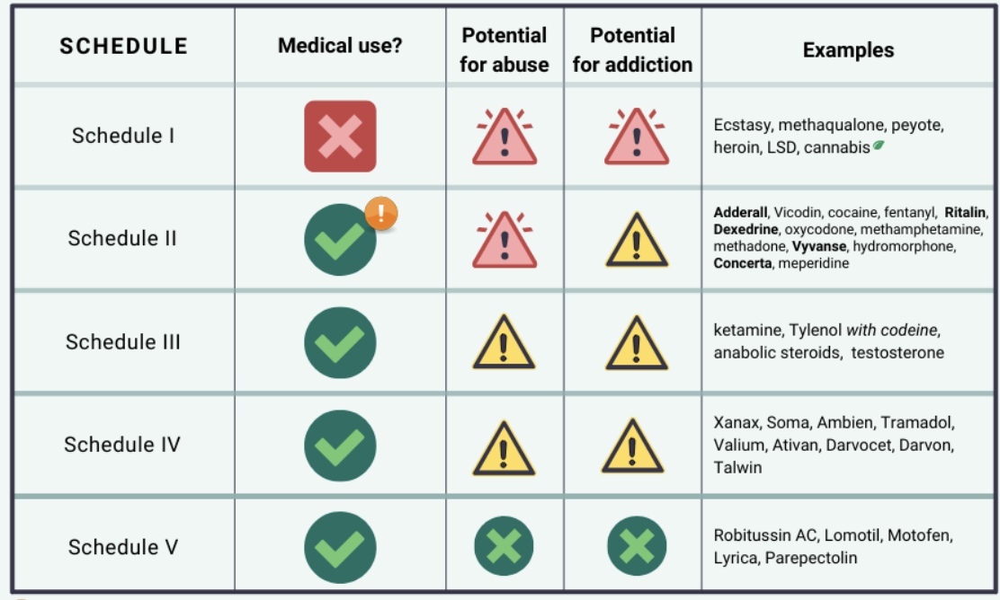 SCHEDULE
Medical use?
Potential
for abuse
Potential
for addiction
Examples
Schedule I
Ecstasy, methaqualone, peyote,
heroin, LSD, cannabis
Schedule II
Adderall, Vicodin, cocaine, fentanyl, Ritalin,
Dexedrine, oxycodone, methamphetamine,
methadone, Vyvanse, hydromorphone,
Concerta, meperidine
Schedule III
ketamine, Tylenol with codeine,
anabolic steroids, testosterone
Schedule IV
Xanax, Soma, Ambien, Tramadol,
Valium, Ativan, Darvocet, Darvon,
Talwin
Schedule V
Robitussin AC, Lomotil, Motofen,
Lyrica, Parepectolin